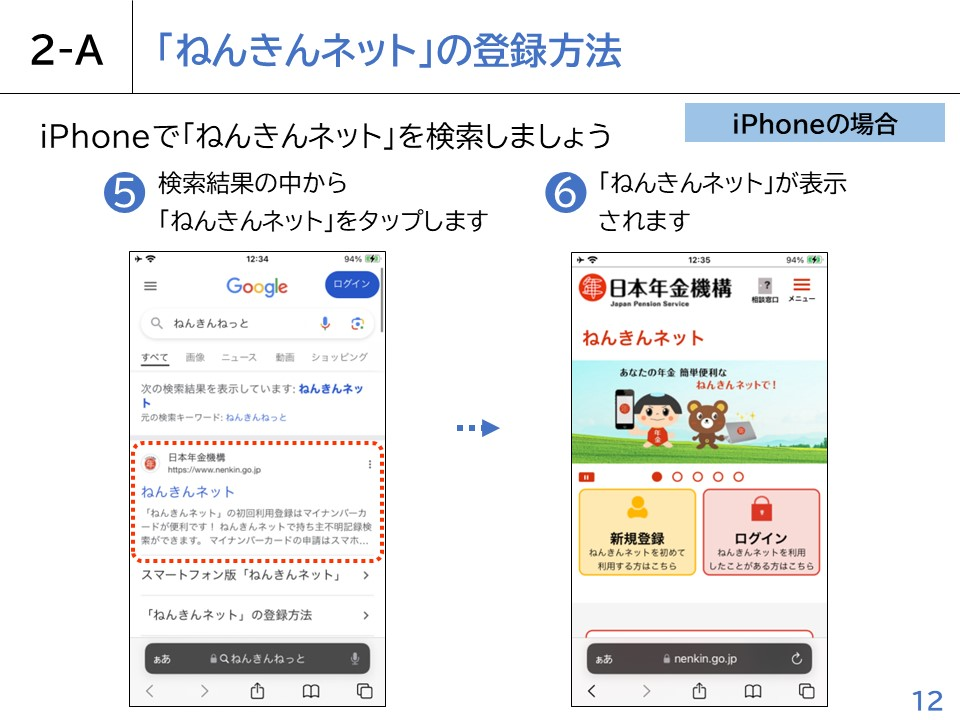 2-A
「ねんきんネット」の登録方法
iPhoneで「ねんきんネット」を検索しましょう
iPhoneの場合
5
検索結果の中から
「ねんきんネット」をタップします
12:34
94%
Google
ログイン
ねんきんねっと
すべて 画像 ニュース 動画 ショッピング
次の検索結果を表示しています: ねんきんネッ
ト
元の検索キーワード: ねんきんねっと
年
日本年金機構
https://www.nenkin.go.jp
ねんきんネット
「ねんきんネット」の初回利用登録はマイナンバーカ
ードが便利です！ ねんきんネットで持ち主不明記録検
索ができます。 マイナンバーカードの申請はスマホ...
スマートフォン版「ねんきんネット」
「ねんきんネット」の登録方法
ぁあ
ねんきんねっと
6
「ねんきんネット」が表示
されます
12:35
94%
年
日本年金機構
Japan Pension Service
?
相談窓口
メニュー
ねんきんネット
あなたの年金 簡単便利な
ねんきんネットで！
新規登録
ねんきんネットを初めて
利用する方はこちら
ログイン
ねんきんネットを利用
したことがある方はこちら
ぁあ
nenkin.go.jp
12